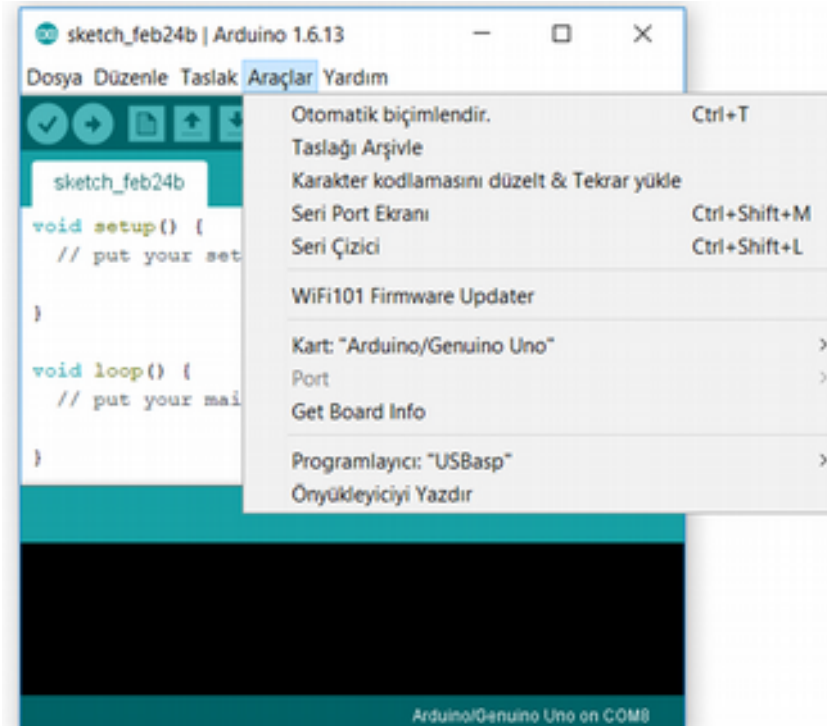 sketch_feb24b | Arduino 1.6.13
Dosya Düzenle Taslak Araçlar Yardım
Otomatik biçimlendir. Ctrl+T
Taslağı Arşivle
Karakter kodlamasını düzelt & Tekrar yükle
Seri Port Ekranı Ctrl+Shift+M
Seri Çizici Ctrl+Shift+L
WiFi101 Firmware Updater
Kart: "Arduino/Genuino Uno"
Port
Get Board Info
Programlayıcı: "USBasp"
Önyükleyiciyi Yazdır
sketch_feb24b
void setup() {
// put your set
}
void loop() {
// put your mai
}
Arduino/Genuino Uno on COM8